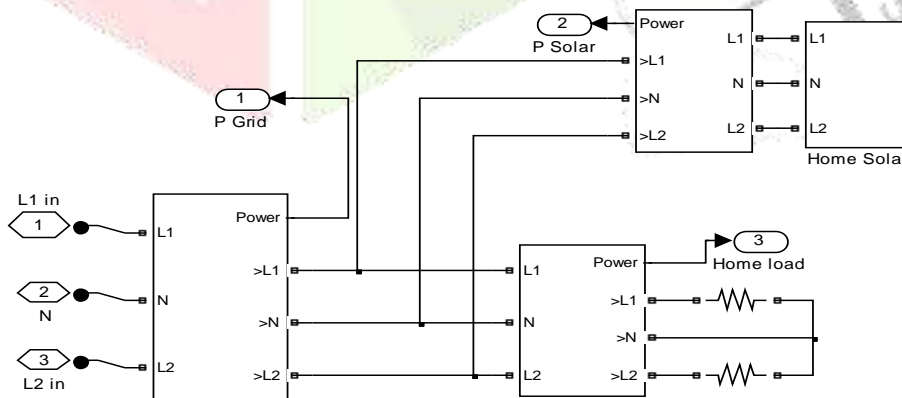 2
P Solar
Power
>L1
>N
>L2
L1
N
L2
L1
N
L2
Home Sola
1
P Grid
L1 in
1
2
N
3
L2 in
L1
N
L2
Power
>L1
>N
>L2
L1
N
L2
Power
>L1
>N
>L2
3
Home load